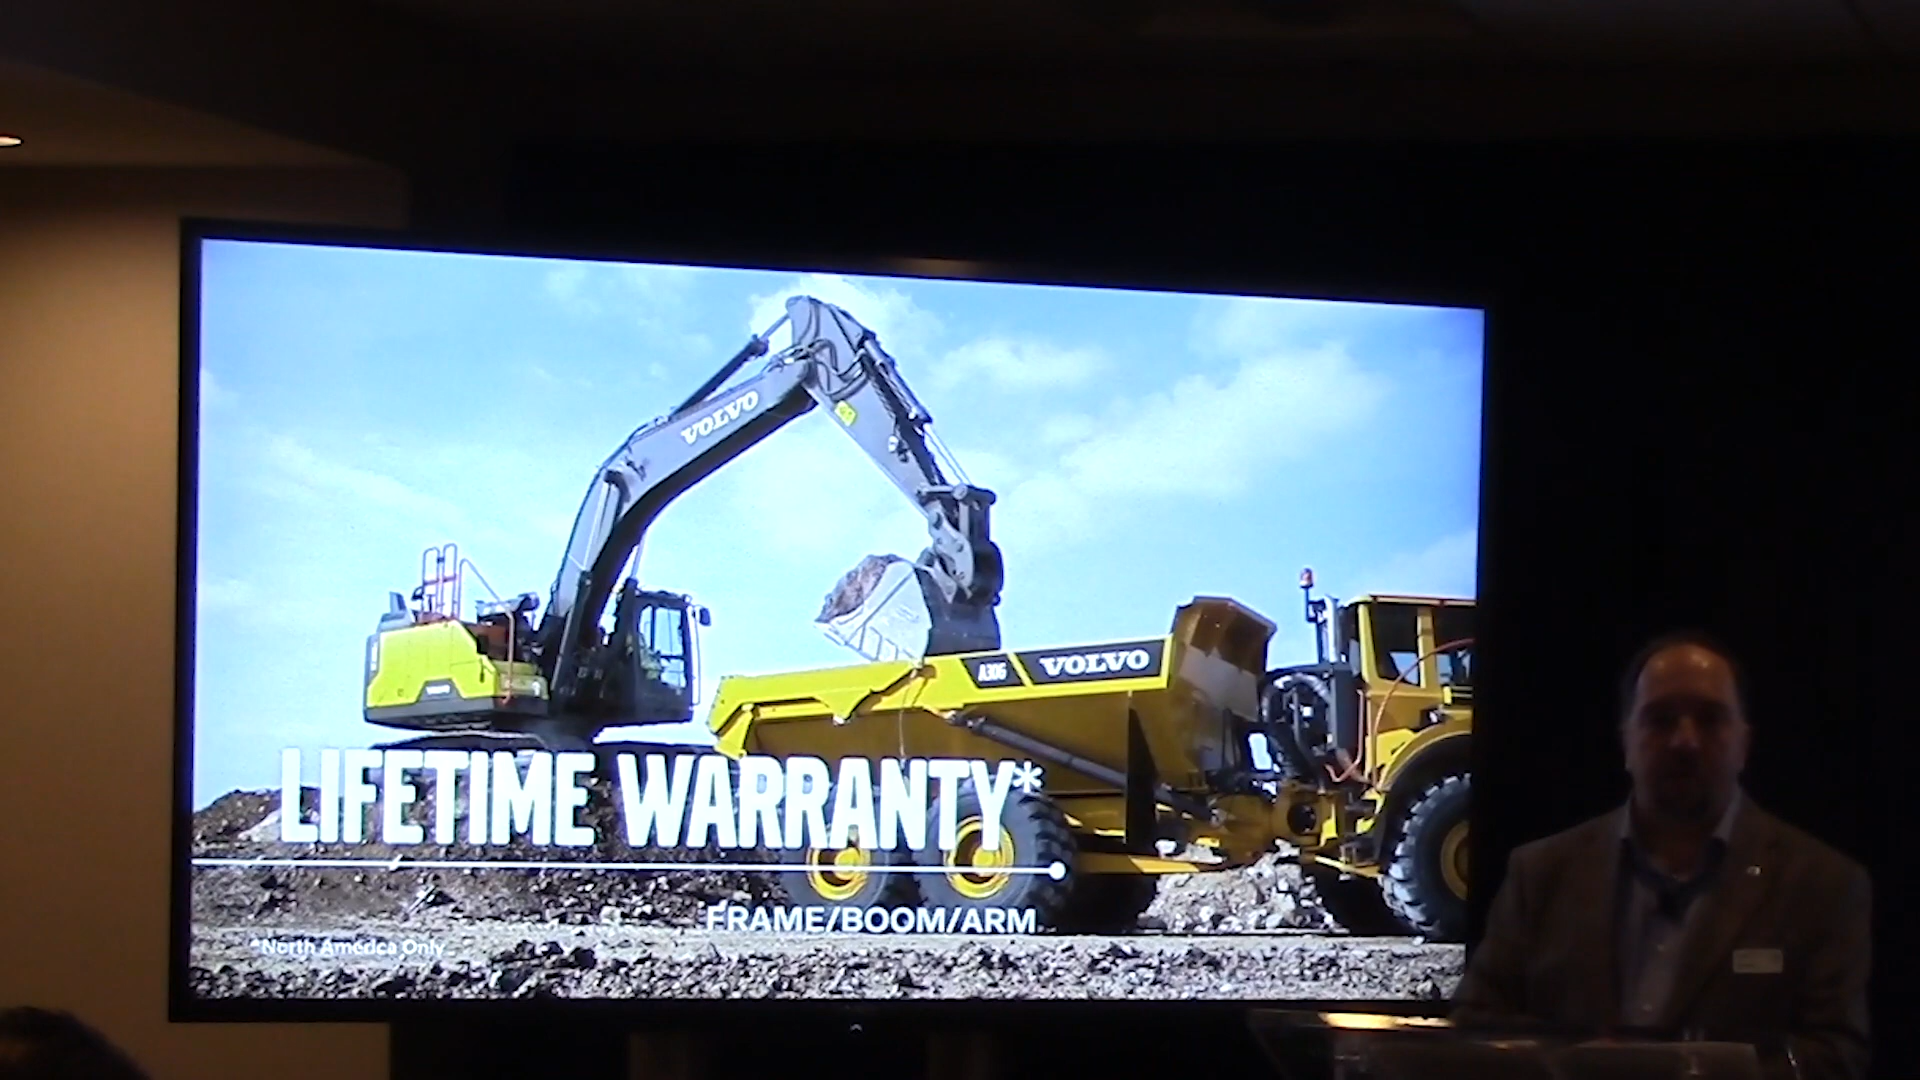 VOLVO
A30G VOLVO
LIFETIME WARRANTY*
FRAME/BOOM/ARM
*North America Only